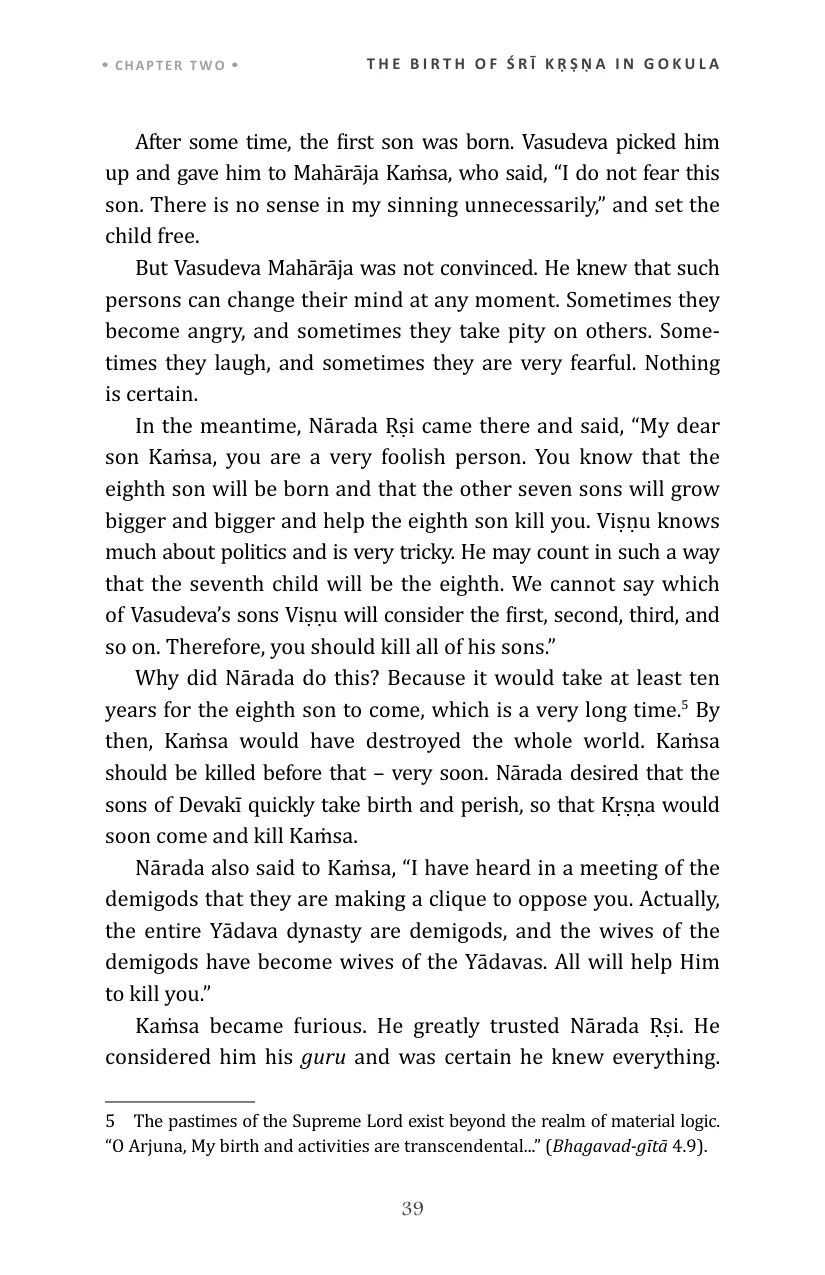 • CHAPTER TWO •
THE BIRTH OF ŚRĪ KṚṢṆA IN GOKULA
After some time, the first son was born. Vasudeva picked him
up and gave him to Mahārāja Kaṁsa, who said, “I do not fear this
son. There is no sense in my sinning unnecessarily,” and set the
child free.
But Vasudeva Mahārāja was not convinced. He knew that such
persons can change their mind at any moment. Sometimes they
become angry, and sometimes they take pity on others. Some-
times they laugh, and sometimes they are very fearful. Nothing
is certain.
In the meantime, Nārada Ṛṣi came there and said, “My dear
son Kaṁsa, you are a very foolish person. You know that the
eighth son will be born and that the other seven sons will grow
bigger and bigger and help the eighth son kill you. Viṣṇu knows
much about politics and is very tricky. He may count in such a way
that the seventh child will be the eighth. We cannot say which
of Vasudeva’s sons Viṣṇu will consider the first, second, third, and
so on. Therefore, you should kill all of his sons.”
Why did Nārada do this? Because it would take at least ten
years for the eighth son to come, which is a very long time.5 By
then, Kaṁsa would have destroyed the whole world. Kaṁsa
should be killed before that – very soon. Nārada desired that the
sons of Devakī quickly take birth and perish, so that Kṛṣṇa would
soon come and kill Kaṁsa.
Nārada also said to Kaṁsa, “I have heard in a meeting of the
demigods that they are making a clique to oppose you. Actually,
the entire Yādava dynasty are demigods, and the wives of the
demigods have become wives of the Yādavas. All will help Him
to kill you.”
Kaṁsa became furious. He greatly trusted Nārada Ṛṣi. He
considered him his guru and was certain he knew everything.
5 The pastimes of the Supreme Lord exist beyond the realm of material logic.
“O Arjuna, My birth and activities are transcendental...” (Bhagavad-gītā 4.9).
39